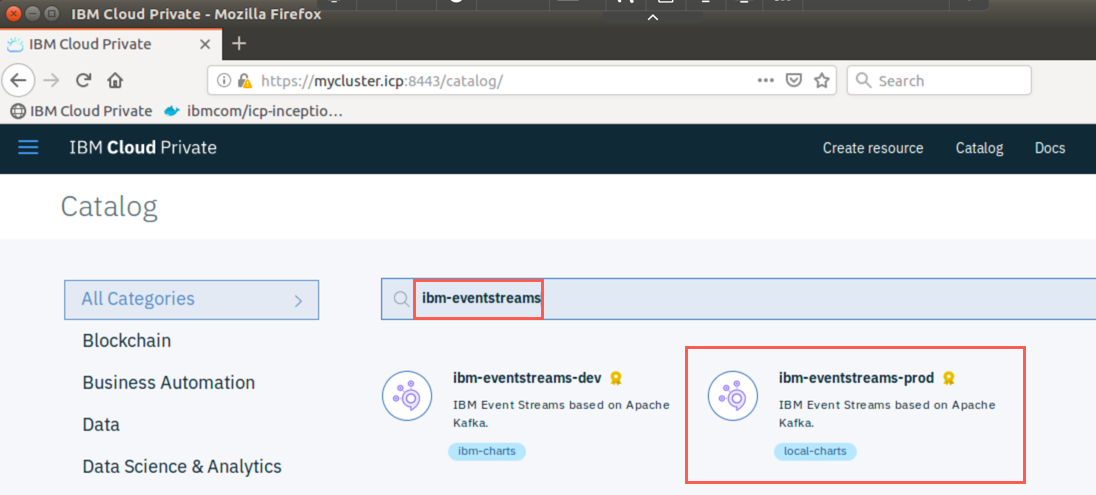 IBM Cloud Private - Mozilla Firefox
IBM Cloud Private
https://mycluster.icp:8443/catalog/
Search
IBM Cloud Private
ibmcom/icp-inceptio...
IBM Cloud Private
Create resource
Catalog
Docs
Catalog
All Categories
Blockchain
Business Automation
Data
Data Science & Analytics
ibm-eventstreams
ibm-eventstreams-dev
IBM Event Streams based on Apache
Kafka.
ibm-charts
ibm-eventstreams-prod
IBM Event Streams based on Apache
Kafka.
local-charts